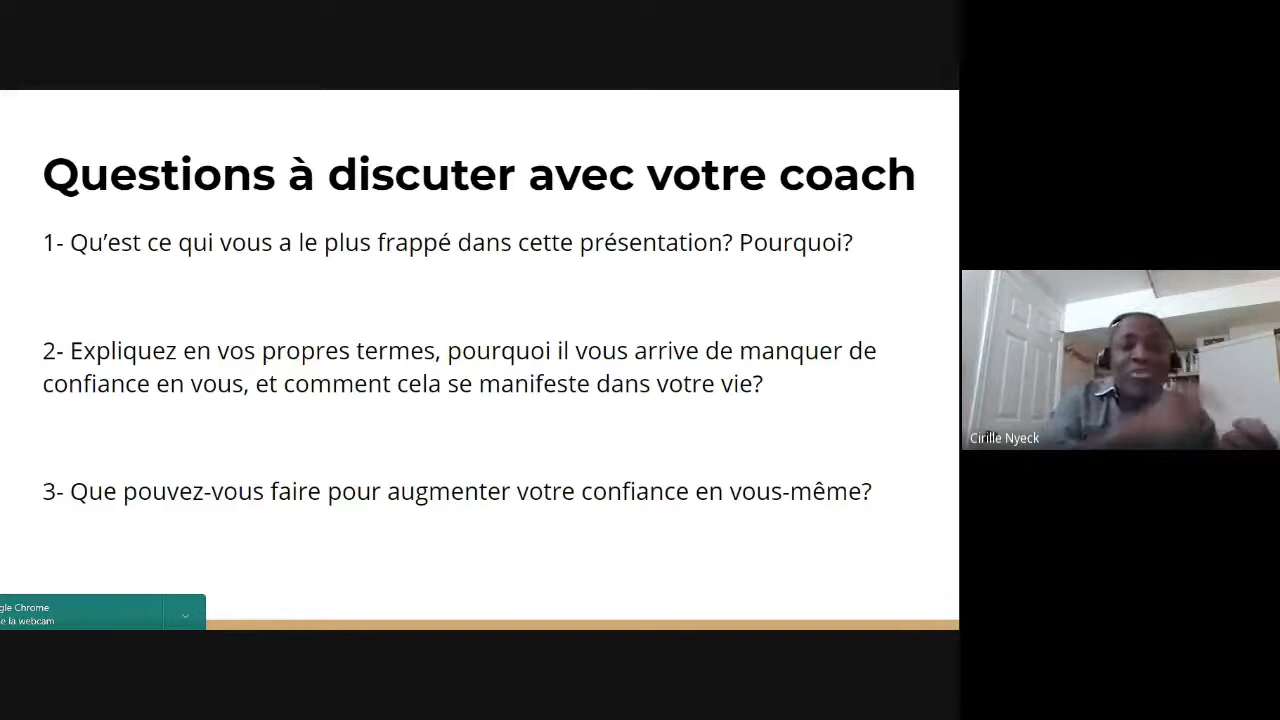 Questions à discuter avec votre coach
1- Qu’est ce qui vous a le plus frappé dans cette présentation? Pourquoi?
2- Expliquez en vos propres termes, pourquoi il vous arrive de manquer de
confiance en vous, et comment cela se manifeste dans votre vie?
3- Que pouvez-vous faire pour augmenter votre confiance en vous-même?
Cirille Nyeck
gle Chrome
e la webcam